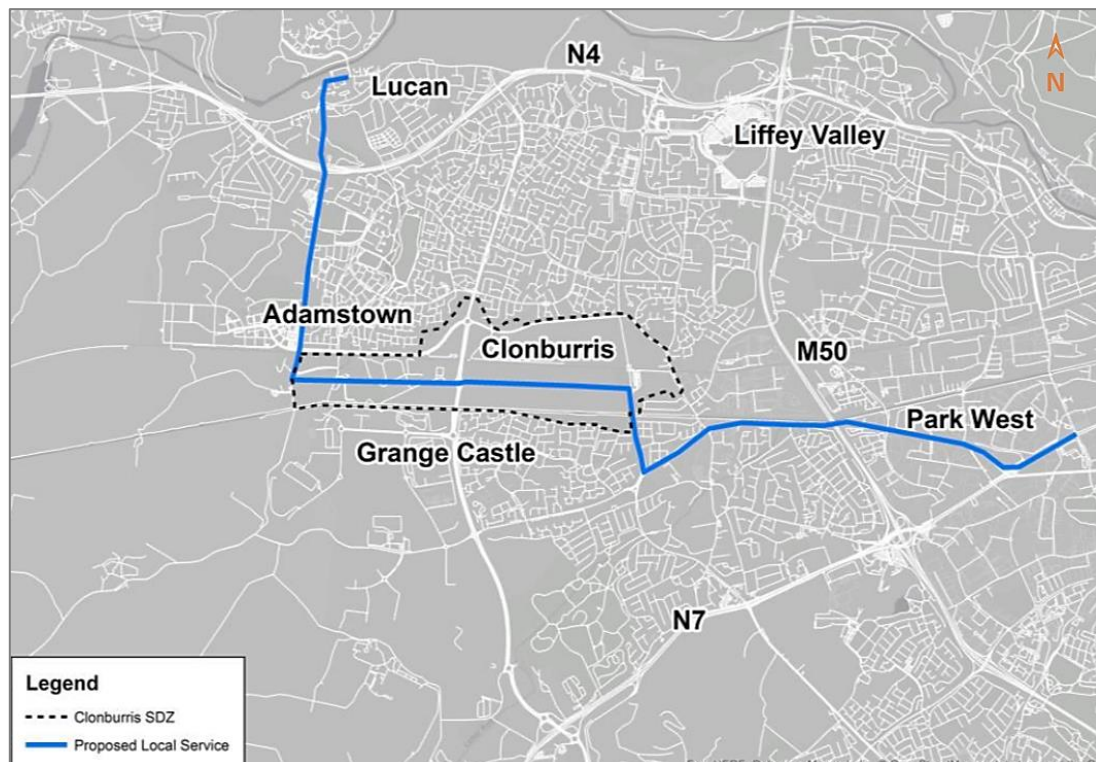 N4
N
Lucan
Liffey Valley
Adamstown
Clonburris
M50
Park West
Grange Castle
N7
Legend
Clonburris SDZ
Proposed Local Service